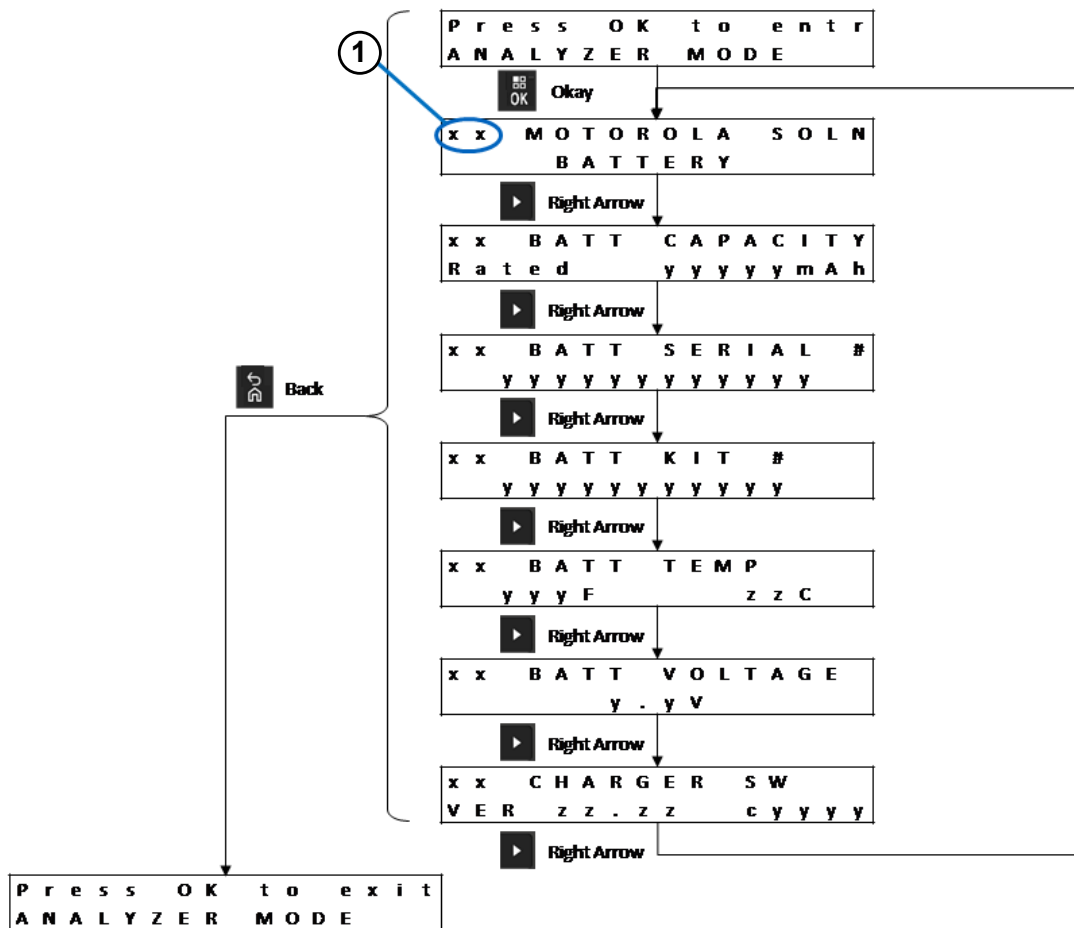 Press OK to entr
ANALYZER MODE
1
OK Okay
xx MOTOROLA SOLN
BATTERY
Right Arrow
xx BATT CAPACITY
Rated yyyyymAh
Right Arrow
xx BATT SERIAL #
yyyyyyyyyyyy
Back
Right Arrow
xx BATT KIT #
yyyyyyyyyyy
Right Arrow
xx BATT TEMP
yyyF zzC
Right Arrow
xx BATT VOLTAGE
y.yV
Right Arrow
xx CHARGER SW
VER zz.zz cyyyy
Right Arrow
Press OK to exit
ANALYZER MODE